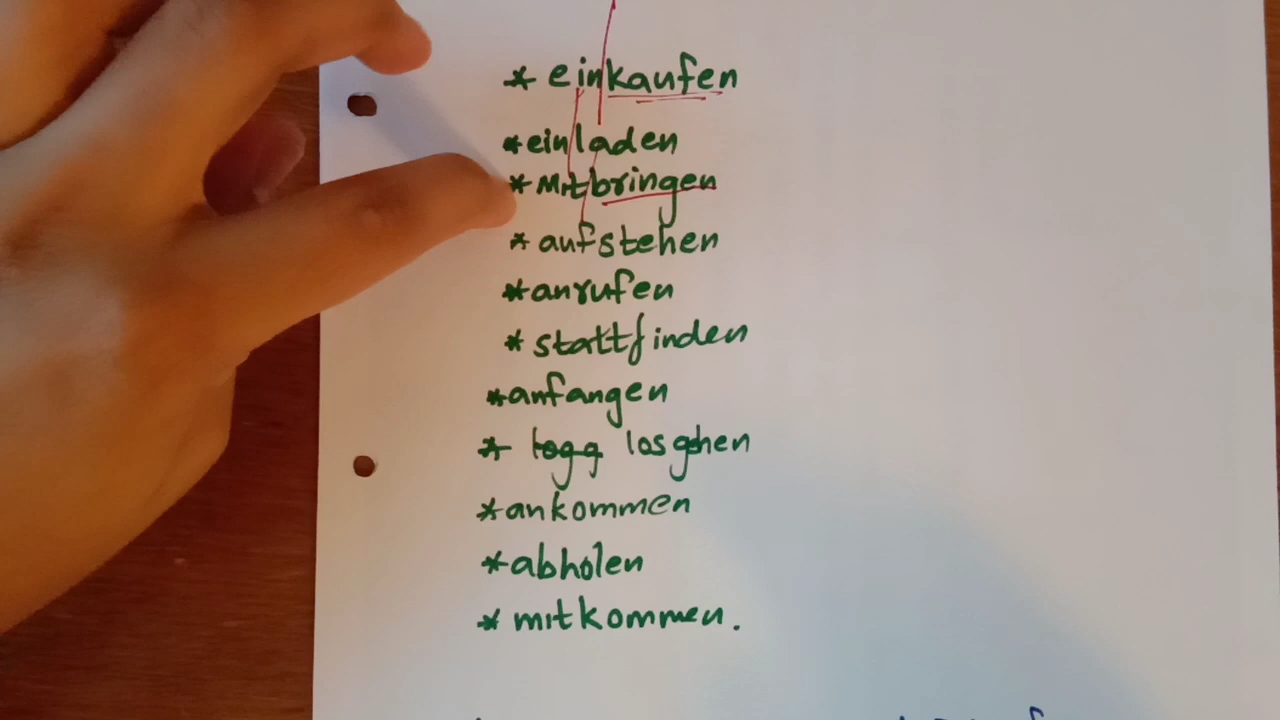 * einkaufen
* einladen
* Mitbringen
* aufstehen
* anrufen
* stattfinden
* anfangen
* logg losgehen
* ankommen
* abholen
* mitkommen.